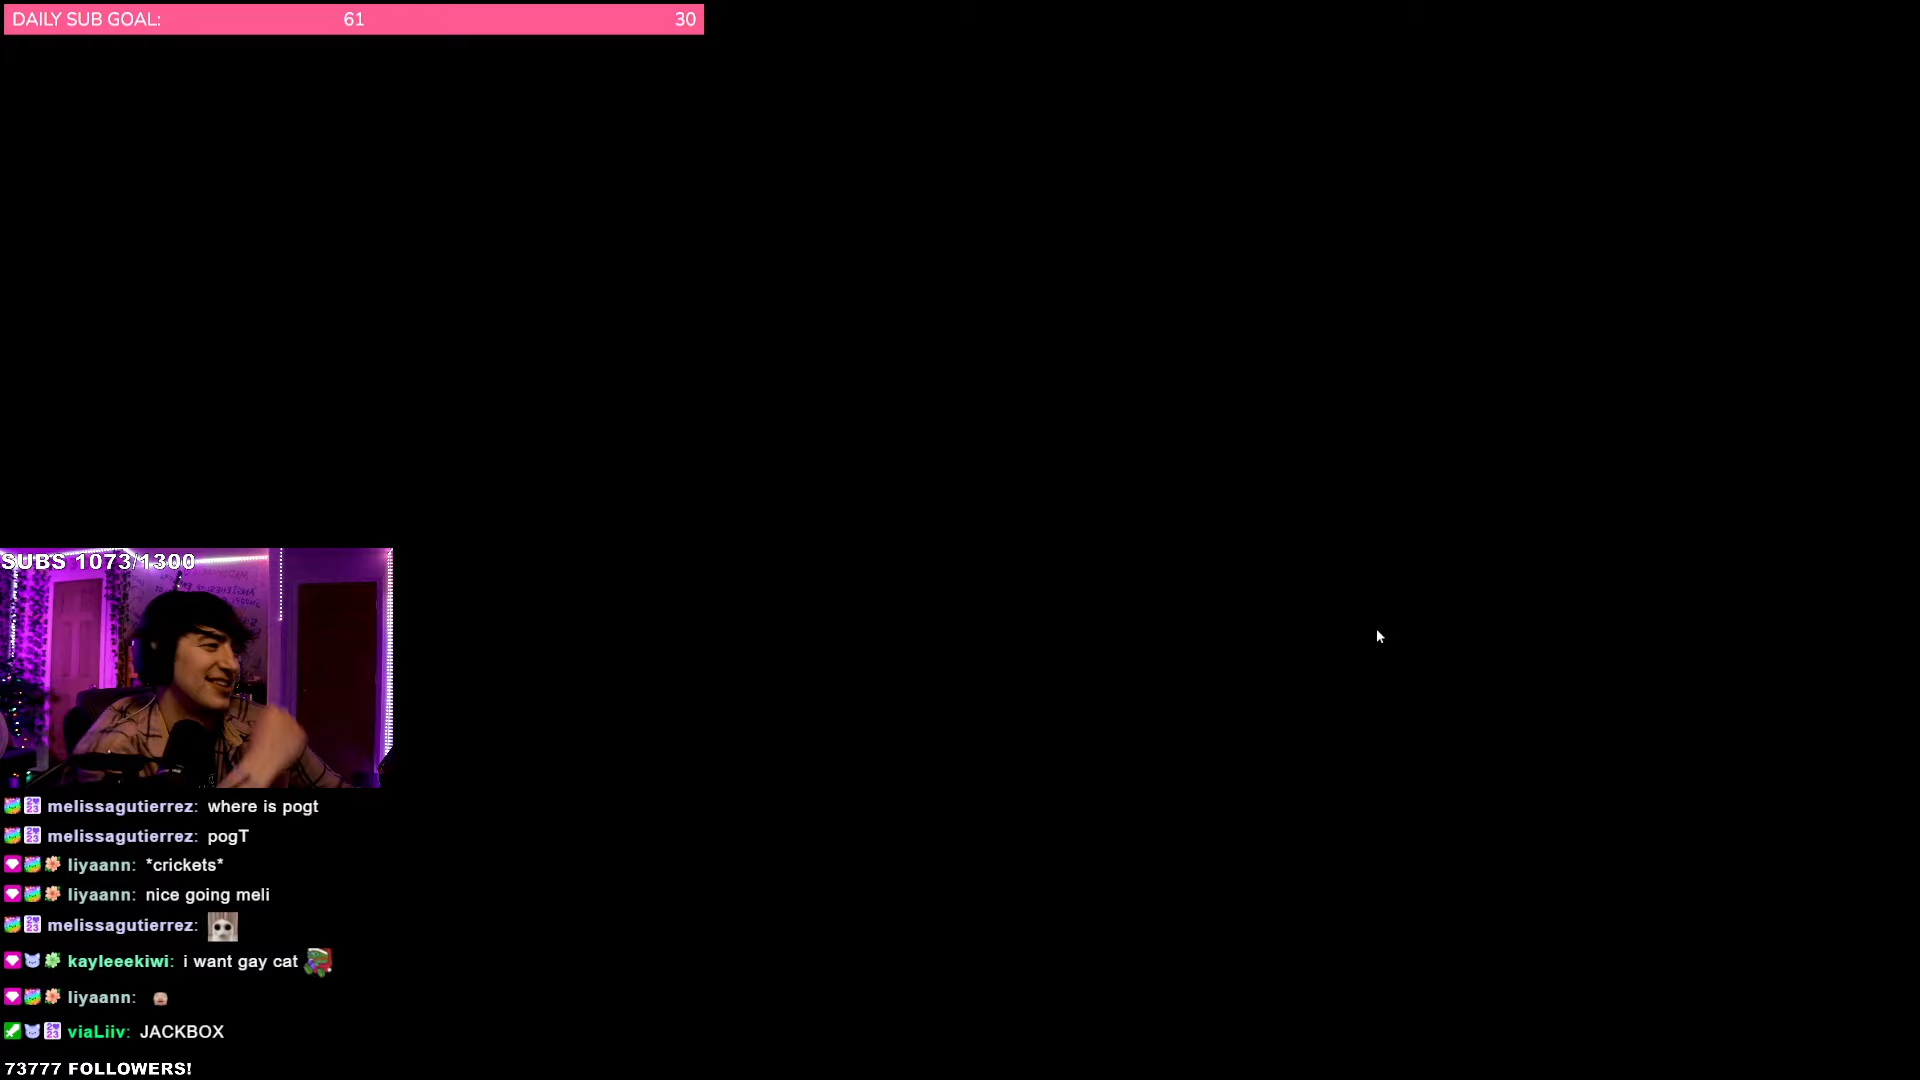 DAILY SUB GOAL: 61 30
SUBS 1073/1300
melissagutierrez: where is pogt
melissagutierrez: pogT
liyaann: *crickets*
liyaann: nice going meli
melissagutierrez:
kayleeekiwi: i want gay cat
liyaann:
viaLiiv: JACKBOX
73777 FOLLOWERS!